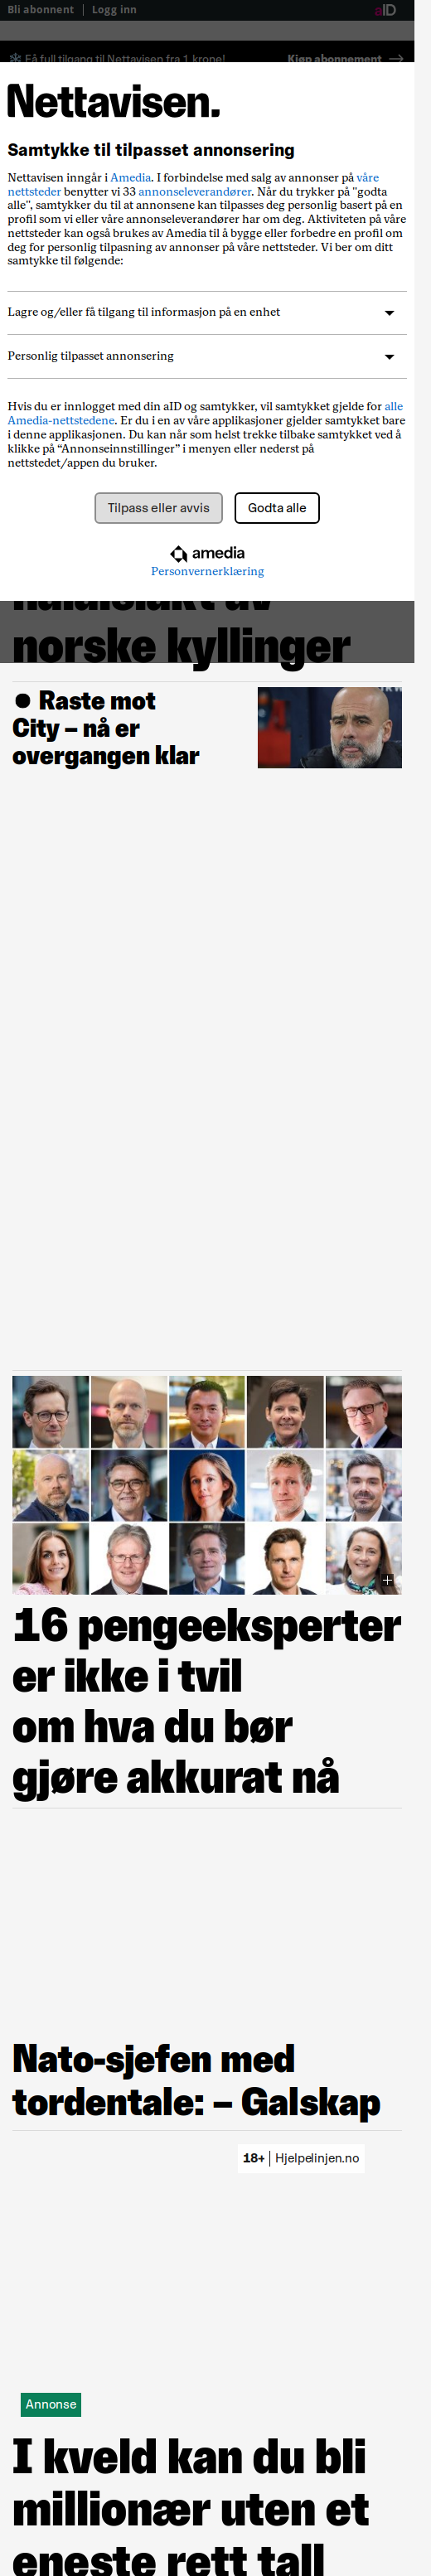 Bli abonnent | Logg inn
aID
Få full tilgang til Nettavisen fra 1 krone!
Kjøp abonnement →
Nettavisen.
Samtykke til tilpasset annonsering
Nettavisen inngår i Amedia. I forbindelse med salg av annonser på våre
nettsteder benytter vi 33 annonseleverandører. Når du trykker på "godta
alle", samtykker du til at annonsene kan tilpasses deg personlig basert på en
profil som vi eller våre annonseleverandører har om deg. Aktiviteten på våre
nettsteder kan også brukes av Amedia til å bygge eller forbedre en profil om
deg for personlig tilpasning av annonser på våre nettsteder. Vi ber om ditt
samtykke til følgende:
Lagre og/eller få tilgang til informasjon på en enhet
Personlig tilpasset annonsering
Hvis du er innlogget med din aID og samtykker, vil samtykket gjelde for alle
Amedia-nettstedene. Er du i en av våre applikasjoner gjelder samtykket bare
i denne applikasjonen. Du kan når som helst trekke tilbake samtykket ved å
klikke på “Annonseinnstillinger” i menyen eller nederst på
nettstedet/appen du bruker.
Tilpass eller avvis
Godta alle
amedia
Personvernerklæring
halalslakt av
norske kyllinger
● Raste mot
City – nå er
overgangen klar
16 pengeeksperter
er ikke i tvil
om hva du bør
gjøre akkurat nå
Nato-sjefen med
tordentale: – Galskap
18+ | Hjelpelinjen.no
Annonse
I kveld kan du bli
millionær uten et
eneste rett tall